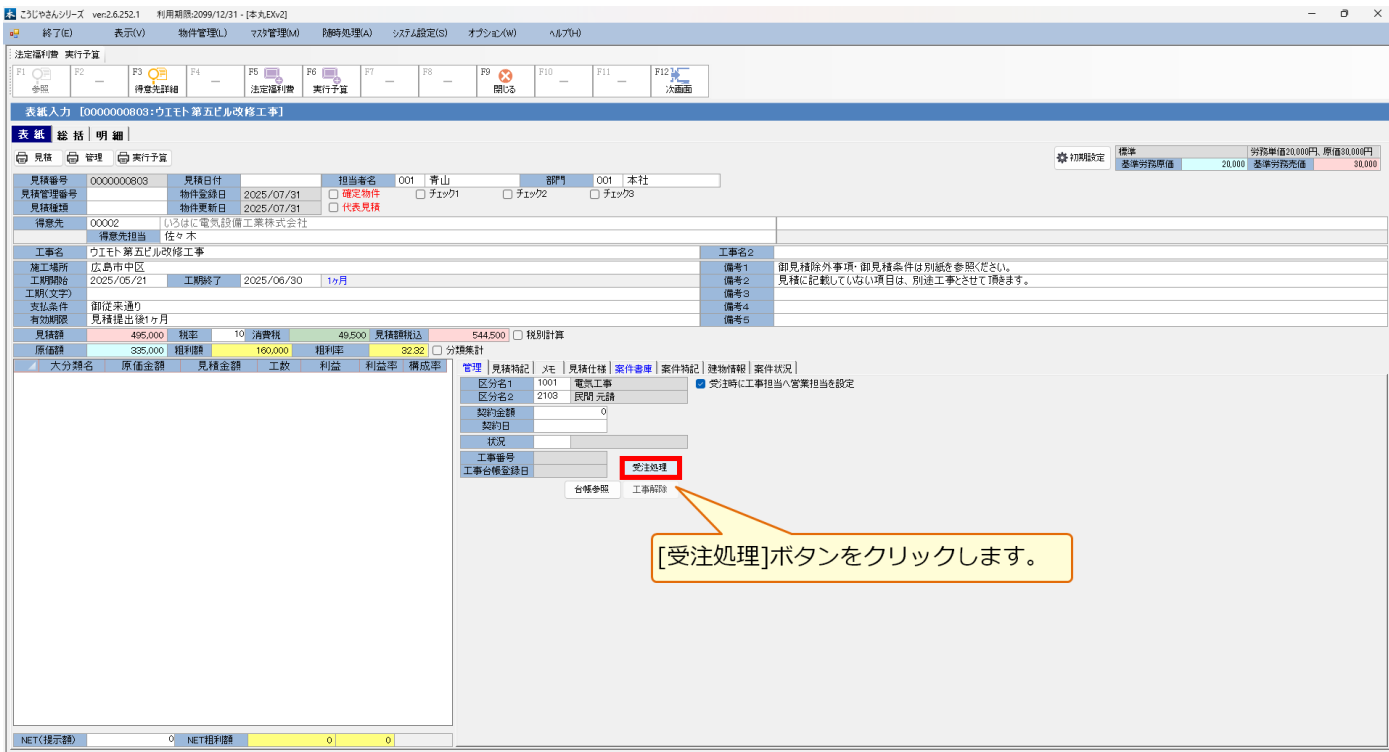 こうじやさんシリーズ ver:2.6.252.1 利用期限:2099/12/31 - [本丸EXv2]
終了(E) 表示(V) 物件管理(L) マスタ管理(M) 随時処理(A) システム設定(S) オプション(W) ヘルプ(H)
法定福利費 実行予算
F1 参照 F2 F3 得意先詳細 F4 F5 法定福利費 F6 実行予算 F7 F8 F9 閉じる F10 F11 F12 次画面
表紙入力 [0000000803:ウエモト第五ビル改修工事]
表紙 総括 明細
見積 管理 実行予算 初期設定 標準 労務単価20,000円、原価30,000円
基準労務原価 20,000 基準労務売価 30,000
見積番号 0000000803 見積日付 担当者名 001 青山 部門 001 本社
見積管理番号 物件登録日 2025/07/31 確定物件 チェック1 チェック2 チェック3
見積種類 物件更新日 2025/07/31 代表見積
得意先 00002 いろはに電気設備工業株式会社
得意先担当 佐々木
工事名 ウエモト第五ビル改修工事 工事名2
施工場所 広島市中区 備考1 御見積除外事項・御見積条件は別紙を参照ください。
工期開始 2025/05/21 工期終了 2025/06/30 1ヶ月 備考2 見積に記載していない項目は、別途工事とさせて頂きます。
工期(文字) 備考3
支払条件 御従来通り 備考4
有効期限 見積提出後1ヶ月 備考5
見積額 495,000 税率 10 消費税 49,500 見積額税込 544,500 税別計算
原価額 335,000 粗利額 160,000 粗利率 32.32 分類集計
大分類名 原価金額 見積金額 工数 利益 利益率 構成率 管理 見積特記 メモ 見積仕様 案件書庫 案件特記 建物情報 案件状況
区分名1 1001 電気工事 受注時に工事担当へ営業担当を設定
区分名2 2103 民間 元請
契約金額 0
契約日
状況
工事番号
工事台帳登録日 受注処理
台帳参照 工事解除
[受注処理]ボタンをクリックします。
NET(提示額) 0 NET粗利額 0 0